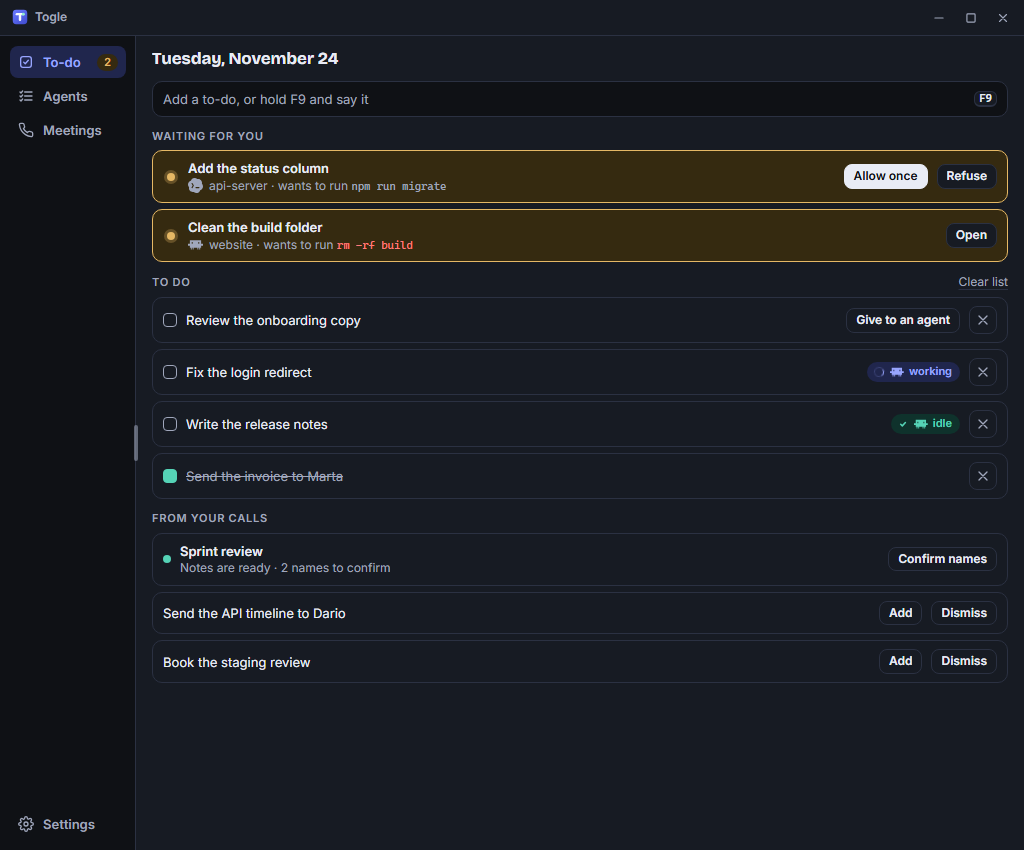 Togle
To-do 2
Agents
Meetings
Settings
Tuesday, November 24
Add a to-do, or hold F9 and say it F9
WAITING FOR YOU
Add the status column
api-server · wants to run npm run migrate
Allow once Refuse
Clean the build folder
website · wants to run rm -rf build
Open
TO DO Clear list
Review the onboarding copy Give to an agent
Fix the login redirect working
Write the release notes idle
Send the invoice to Marta
FROM YOUR CALLS
Sprint review
Notes are ready · 2 names to confirm
Confirm names
Send the API timeline to Dario Add Dismiss
Book the staging review Add Dismiss